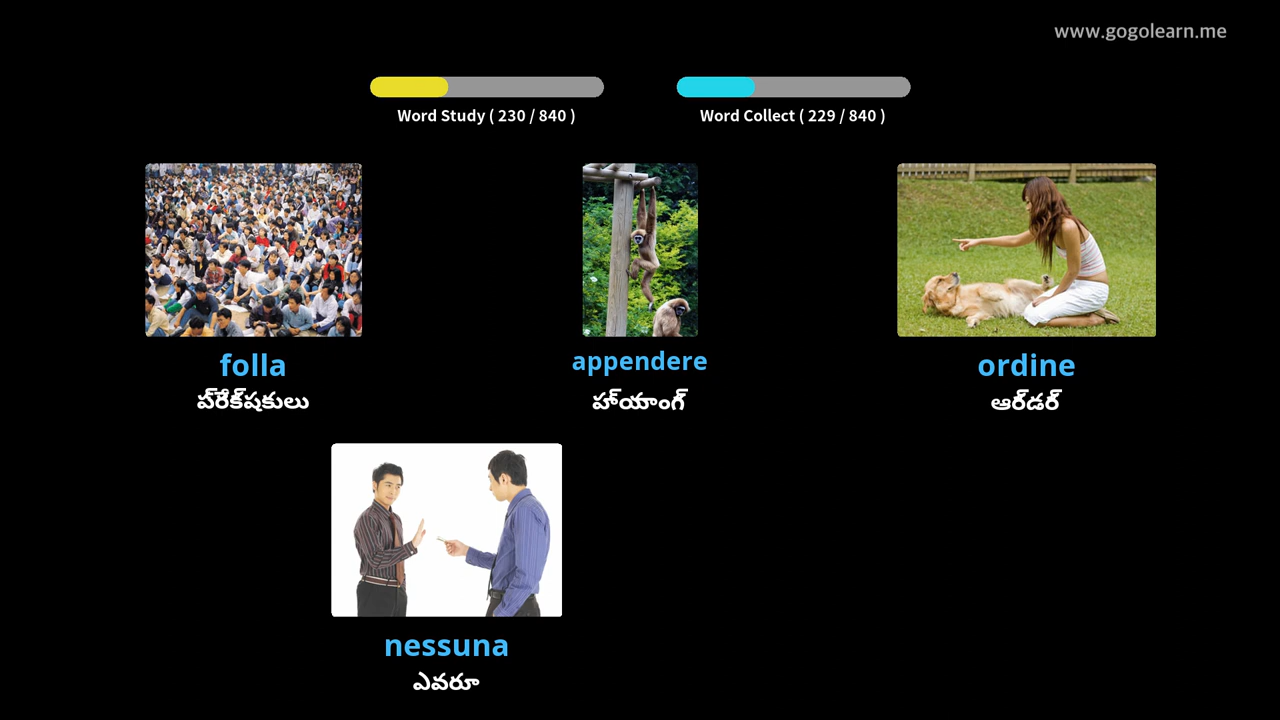 www.gogolearn.me
Word Study ( 230 / 840 )
Word Collect ( 229 / 840 )
folla
appendere
ordine
ప్రేక్షకులు
హ్యాంగ్
ఆర్డర్
nessuna
ఎవరూ